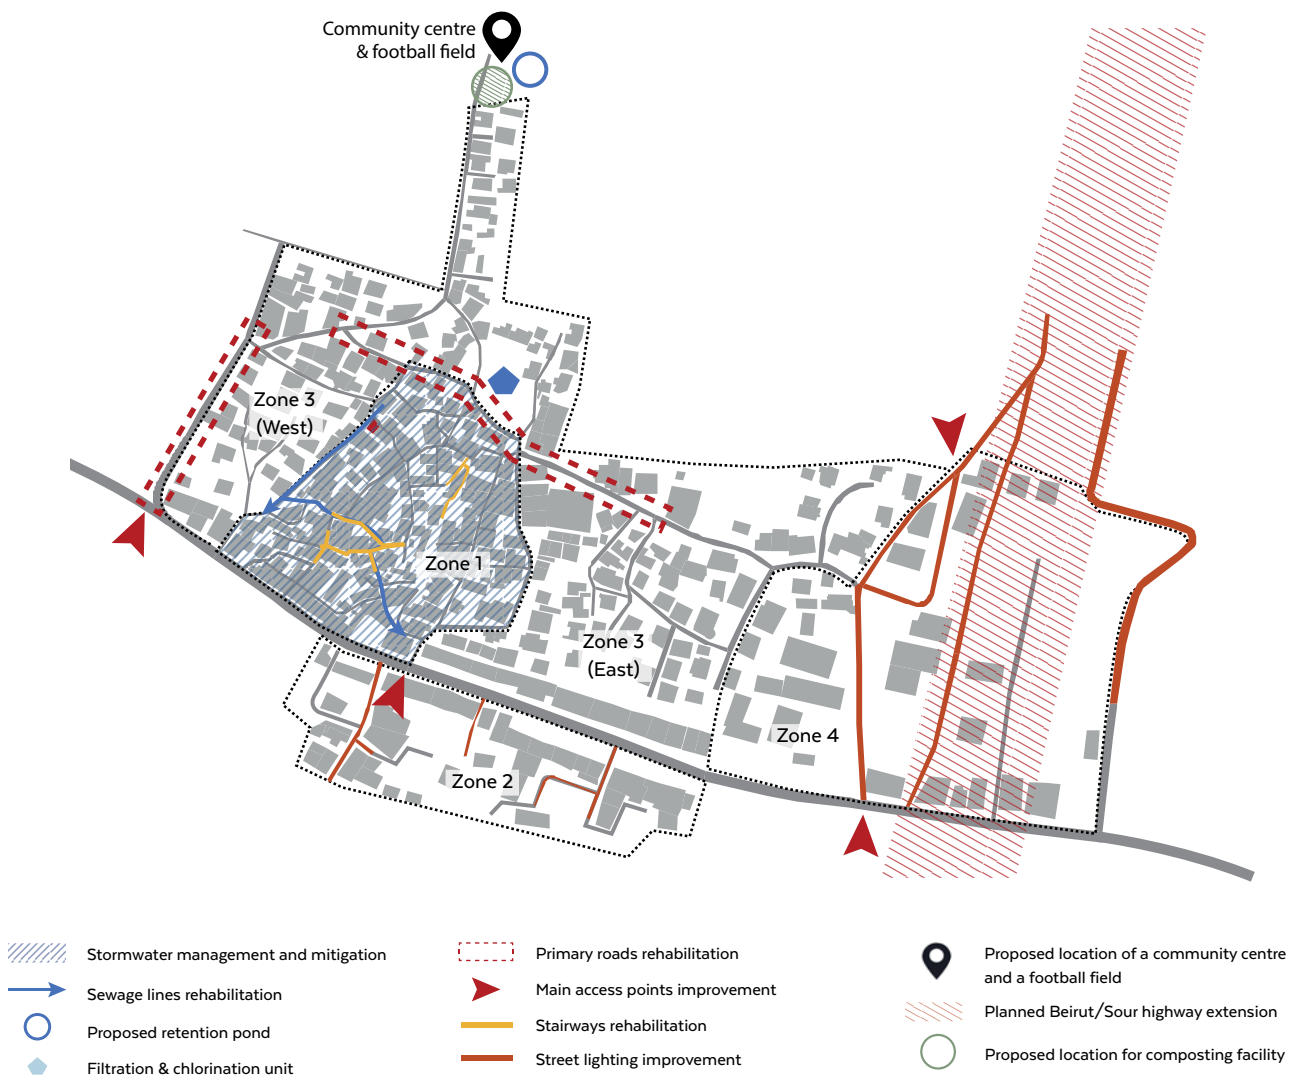 Community centre
& football field
Zone 3
(West)
Zone 1
Zone 3
(East)
Zone 4
Zone 2
Stormwater management and mitigation
Sewage lines rehabilitation
Proposed retention pond
Filtration & chlorination unit
Primary roads rehabilitation
Main access points improvement
Stairways rehabilitation
Street lighting improvement
Proposed location of a community centre
and a football field
Planned Beirut/Sour highway extension
Proposed location for composting facility